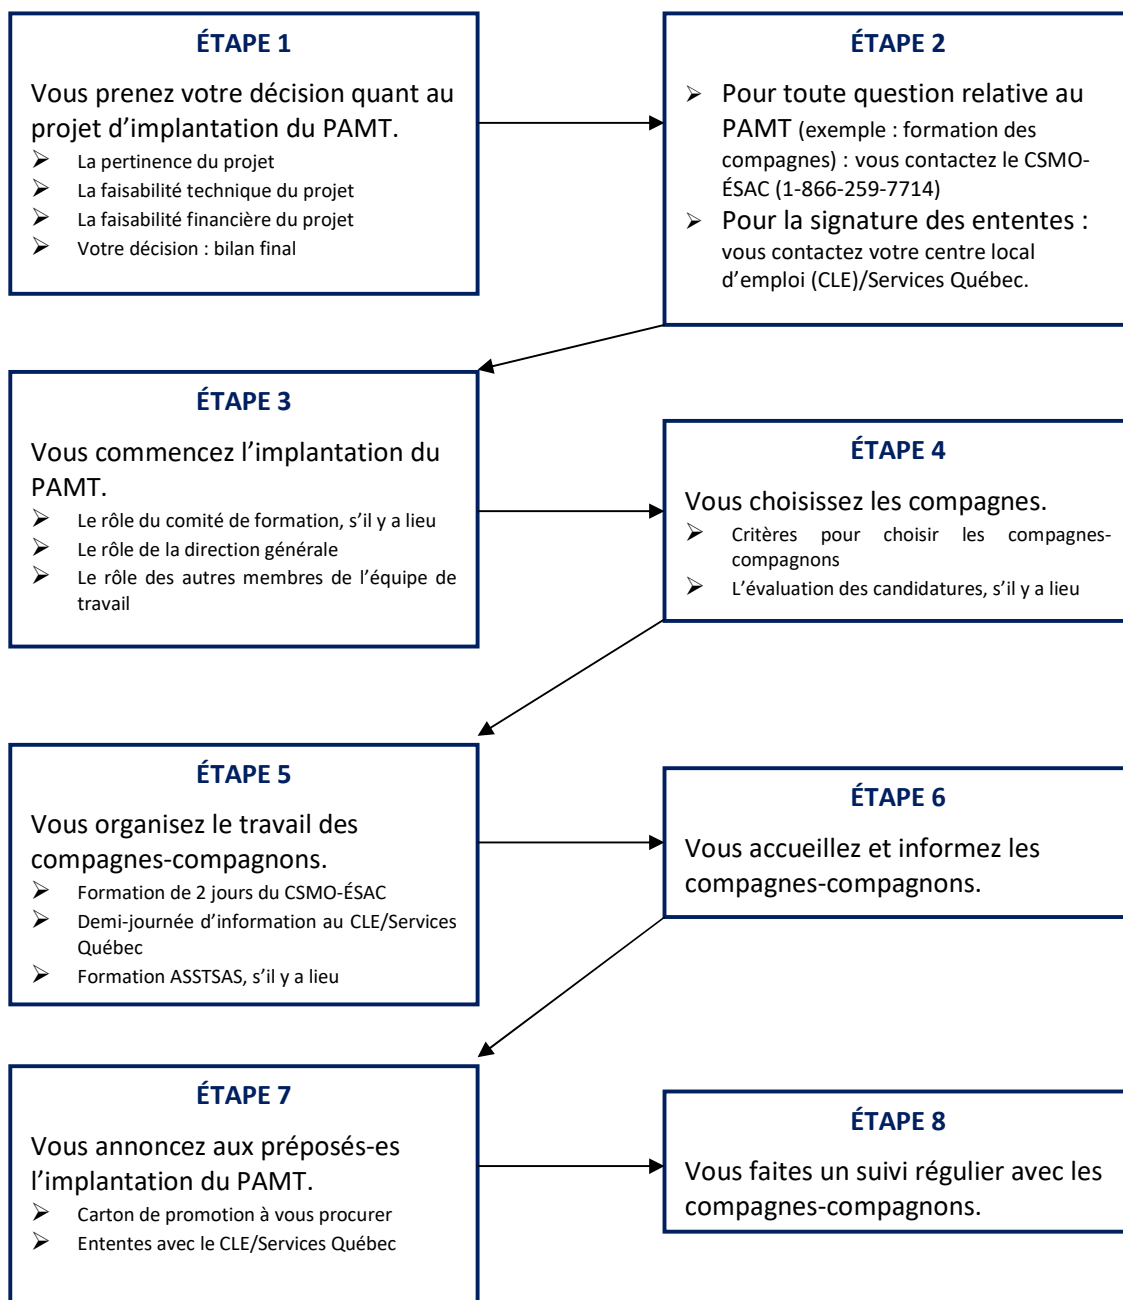 ÉTAPE 1
Vous prenez votre décision quant au
projet d’implantation du PAMT.
➢ La pertinence du projet
➢ La faisabilité technique du projet
➢ La faisabilité financière du projet
➢ Votre décision : bilan final
ÉTAPE 2
➢ Pour toute question relative au
PAMT (exemple : formation des
compagnes) : vous contactez le CSMO-
ÉSAC (1-866-259-7714)
➢ Pour la signature des ententes :
vous contactez votre centre local
d’emploi (CLE)/Services Québec.
ÉTAPE 3
Vous commencez l’implantation du
PAMT.
➢ Le rôle du comité de formation, s’il y a lieu
➢ Le rôle de la direction générale
➢ Le rôle des autres membres de l’équipe de
travail
ÉTAPE 4
Vous choisissez les compagnes.
➢ Critères pour choisir les compagnes-
compagnons
➢ L’évaluation des candidatures, s’il y a lieu
ÉTAPE 5
Vous organisez le travail des
compagnes-compagnons.
➢ Formation de 2 jours du CSMO-ÉSAC
➢ Demi-journée d’information au CLE/Services
Québec
➢ Formation ASSTSAS, s’il y a lieu
ÉTAPE 6
Vous accueillez et informez les
compagnes-compagnons.
ÉTAPE 7
Vous annoncez aux préposés-es
l’implantation du PAMT.
➢ Carton de promotion à vous procurer
➢ Ententes avec le CLE/Services Québec
ÉTAPE 8
Vous faites un suivi régulier avec les
compagnes-compagnons.